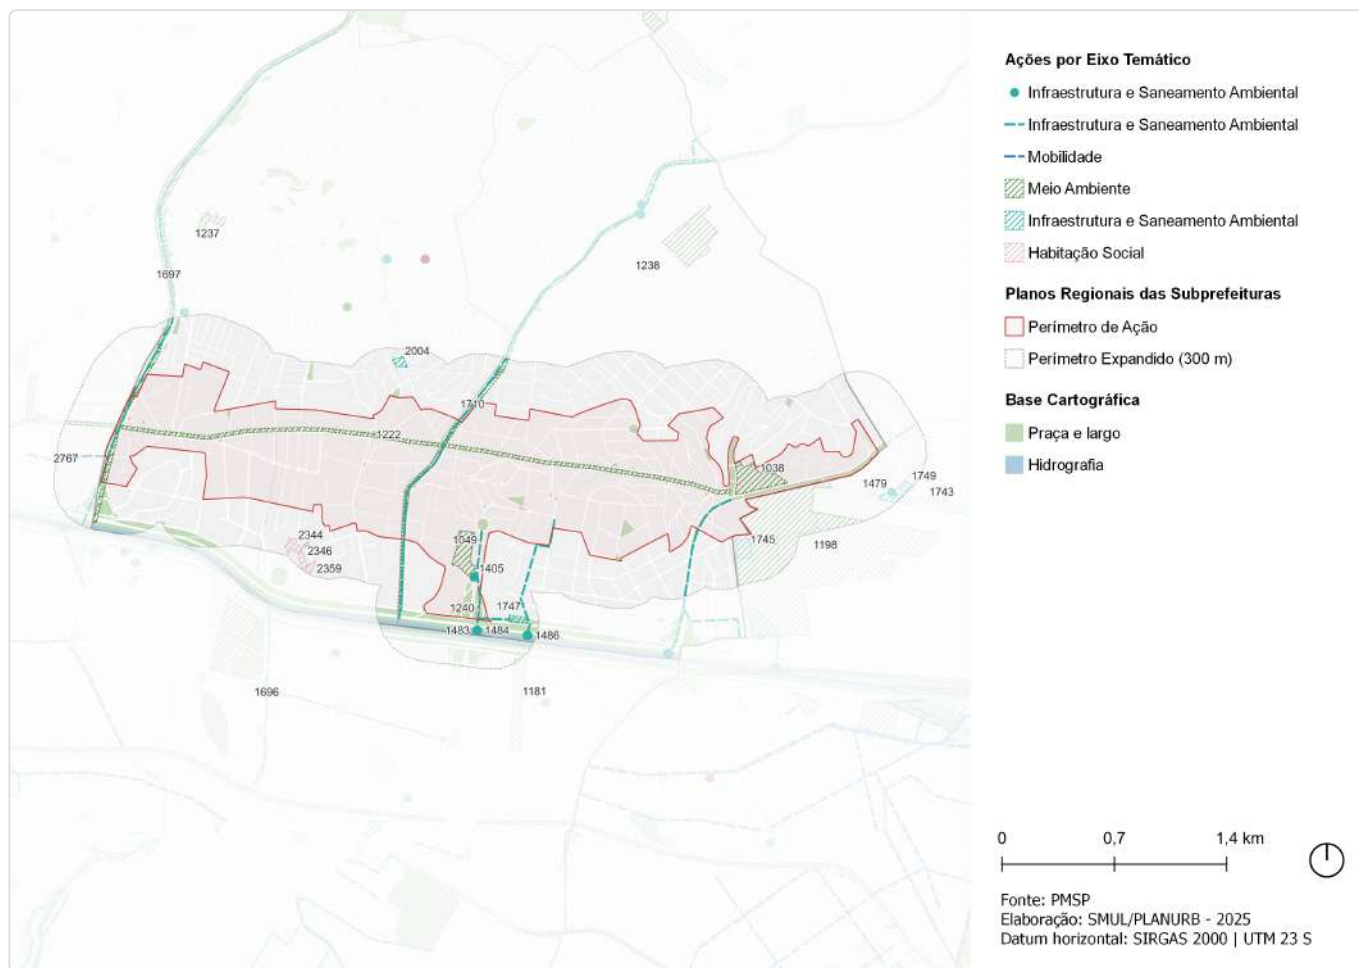 1237
1697
1238
2004
1710
1222
2767
1038
1479
1749
1743
2344
2346
2359
1049
1405
1745
1198
1240
1747
1483
1484
1486
1696
1181
Ações por Eixo Temático
Infraestrutura e Saneamento Ambiental
Infraestrutura e Saneamento Ambiental
Mobilidade
Meio Ambiente
Infraestrutura e Saneamento Ambiental
Habitação Social
Planos Regionais das Subprefeituras
Perímetro de Ação
Perímetro Expandido (300 m)
Base Cartográfica
Praça e largo
Hidrografia
0 0,7 1,4 km
Fonte: PMSP
Elaboração: SMUL/PLANURB - 2025
Datum horizontal: SIRGAS 2000 | UTM 23 S